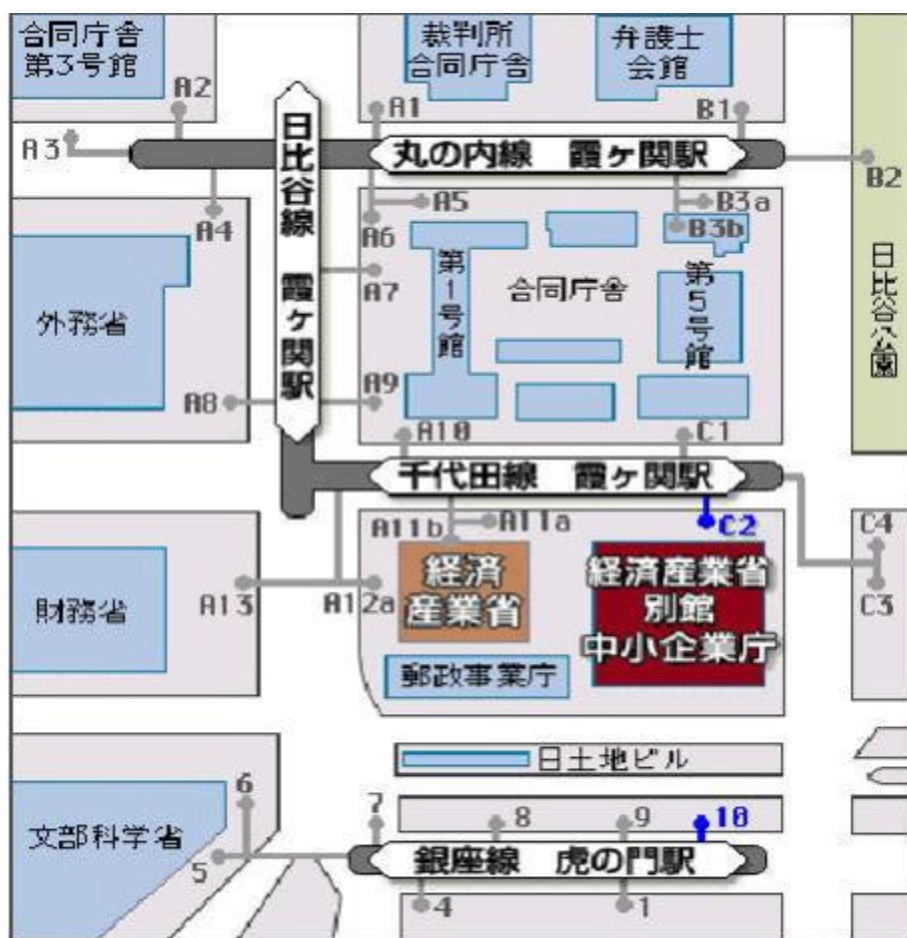 合同庁舎
第3号館
裁判所
合同庁舎
弁護士
会館
A2
A1
B1
A3
丸の内線 霞ヶ関駅
B2
日比谷線 霞ヶ関駅
A4
A5
A6
B3a
B3b
A7
第1号館
合同庁舎
第5号館
日比谷公園
外務省
A8
A9
A10
C1
千代田線 霞ヶ関駅
A11b
A11a
C2
C4
経済
産業省
経済産業省
別館
中小企業庁
財務省
A13
A12a
C3
郵政事業庁
日土地ビル
6
7
8
9
10
文部科学省
5
銀座線 虎の門駅
4
1